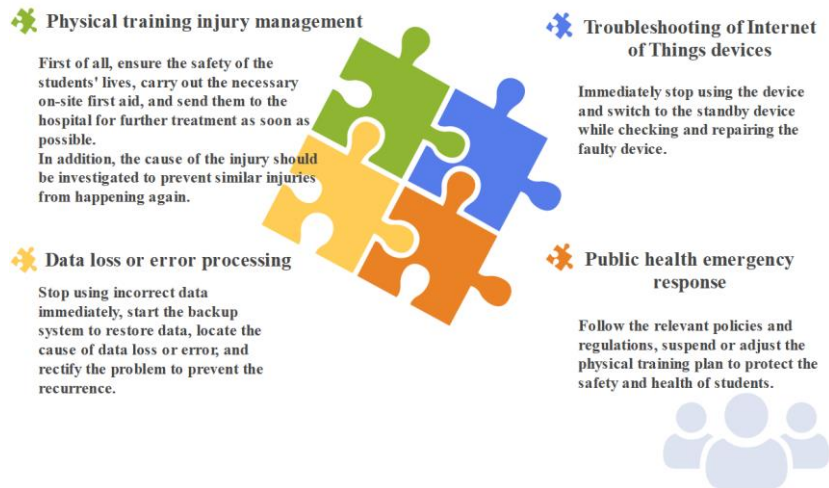 Physical training injury management
First of all, ensure the safety of the
students' lives, carry out the necessary
on-site first aid, and send them to the
hospital for further treatment as soon as
possible.
In addition, the cause of the injury should
be investigated to prevent similar injuries
from happening again.
Troubleshooting of Internet
of Things devices
Immediately stop using the device
and switch to the standby device
while checking and repairing the
faulty device.
Data loss or error processing
Stop using incorrect data
immediately, start the backup
system to restore data, locate the
cause of data loss or error, and
rectify the problem to prevent the
recurrence.
Public health emergency
response
Follow the relevant policies and
regulations, suspend or adjust the
physical training plan to protect the
safety and health of students.